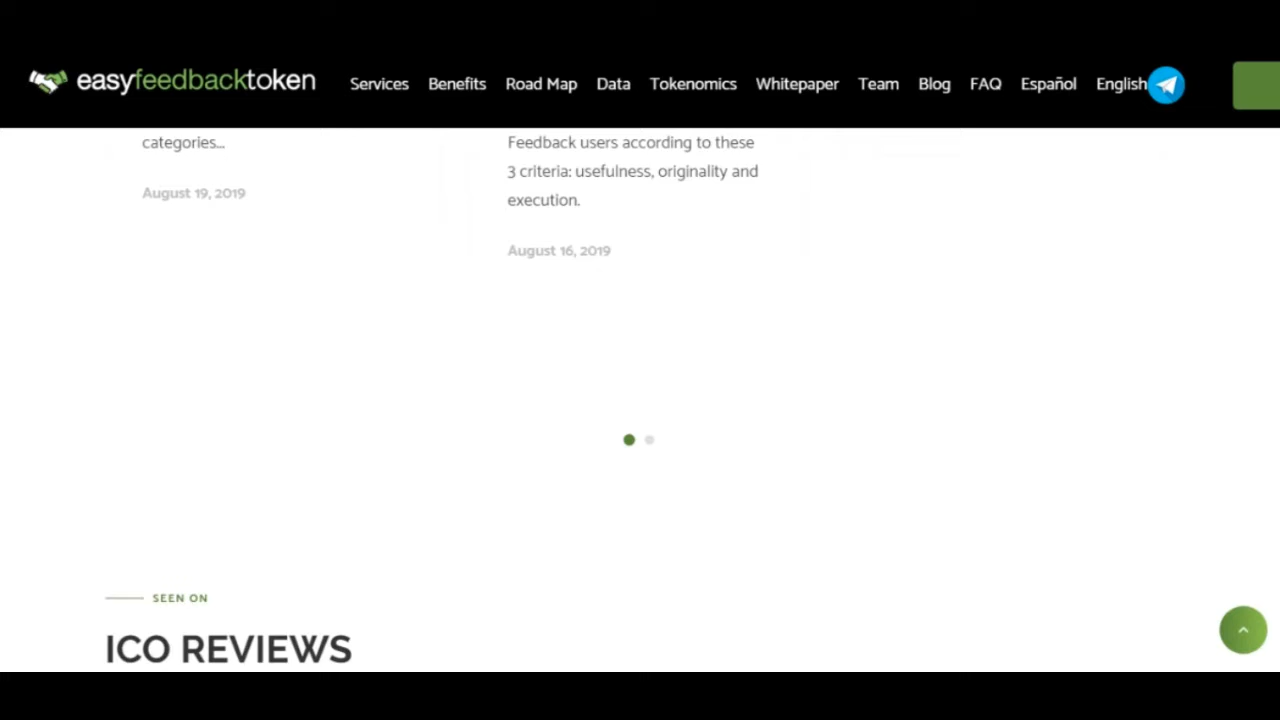 easyfeedbacktoken
Services Benefits Road Map Data Tokenomics Whitepaper Team Blog FAQ Español English
categories...
August 19, 2019
Feedback users according to these
3 criteria: usefulness, originality and
execution.
August 16, 2019
SEEN ON
ICO REVIEWS